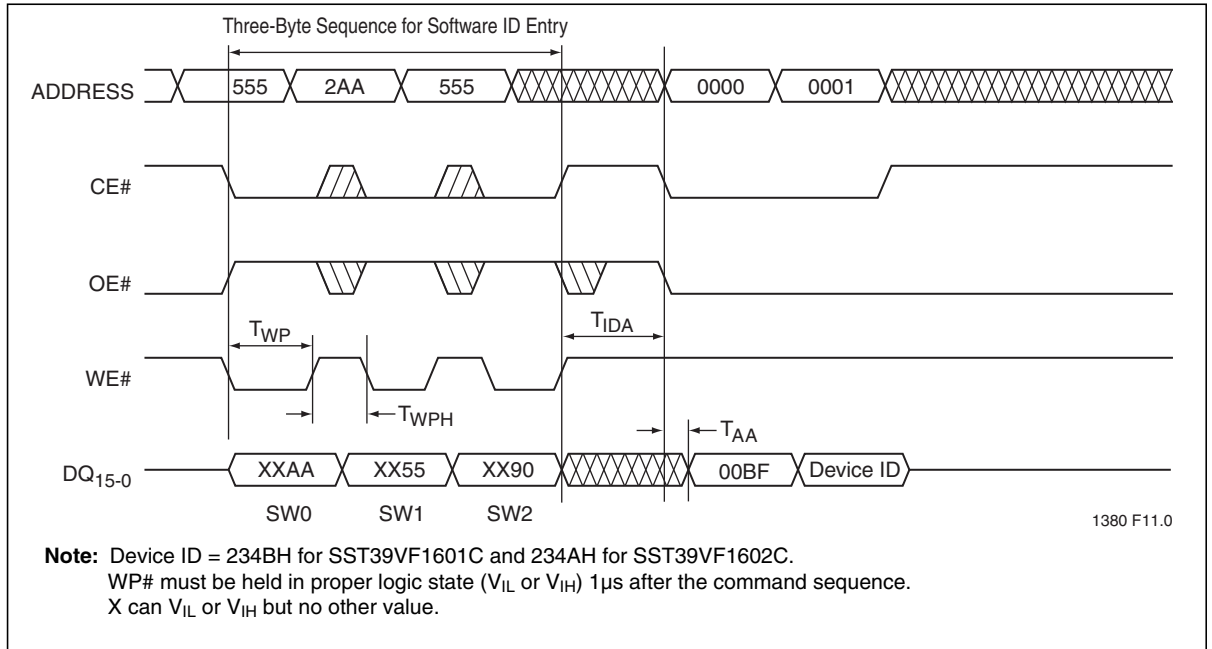 Three-Byte Sequence for Software ID Entry
ADDRESS 555 2AA 555 0000 0001
CE#
OE#
TWP TIDA
WE#
TWPH
TAA
DQ15-0 XXAA XX55 XX90 00BF Device ID
SW0 SW1 SW2
1380 F11.0
Note: Device ID = 234BH for SST39VF1601C and 234AH for SST39VF1602C.
WP# must be held in proper logic state (VIL or VIH) 1µs after the command sequence.
X can VIL or VIH but no other value.